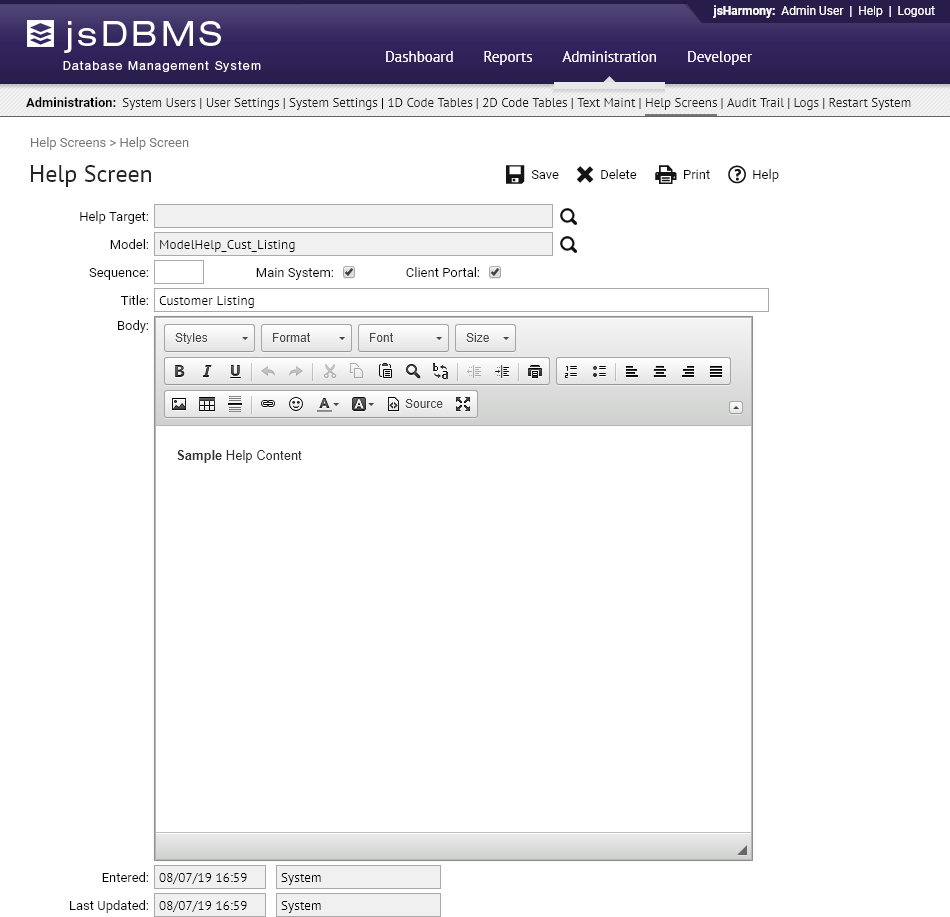 jsHarmony: Admin User | Help | Logout
jsDBMS
Database Management System
Dashboard Reports Administration Developer
Administration: System Users | User Settings | System Settings | 1D Code Tables | 2D Code Tables | Text Maint | Help Screens | Audit Trail | Logs | Restart System
Help Screens > Help Screen
Help Screen Save Delete Print Help
Help Target:
Model: ModelHelp_Cust_Listing
Sequence: Main System: Client Portal:
Title: Customer Listing
Body:
Styles Format Font Size
B I U
A A Source
Sample Help Content
Entered: 08/07/19 16:59 System
Last Updated: 08/07/19 16:59 System